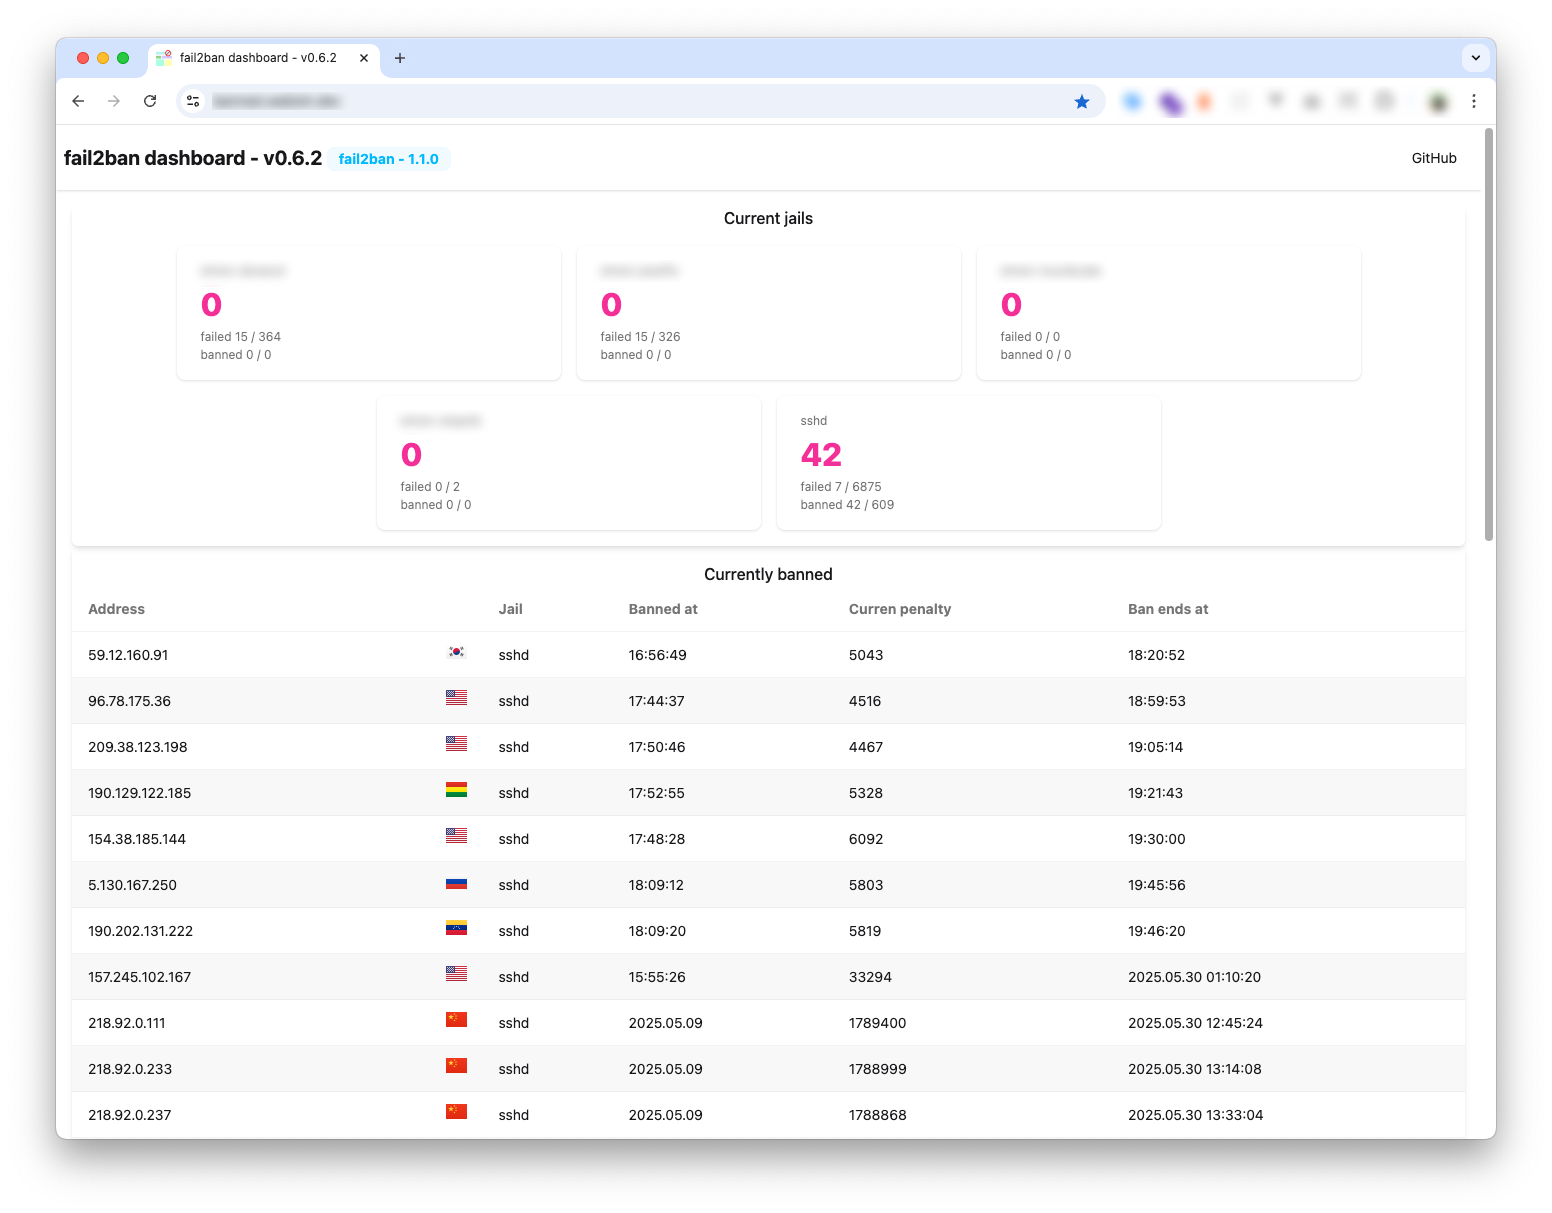 fail2ban dashboard - v0.6.2
fail2ban dashboard - v0.6.2 fail2ban - 1.1.0 GitHub
Current jails
0
failed 15 / 364
banned 0 / 0
0
failed 15 / 326
banned 0 / 0
0
failed 0 / 0
banned 0 / 0
0
failed 0 / 2
banned 0 / 0
sshd
42
failed 7 / 6875
banned 42 / 609
Currently banned
Address Jail Banned at Curren penalty Ban ends at
59.12.160.91 sshd 16:56:49 5043 18:20:52
96.78.175.36 sshd 17:44:37 4516 18:59:53
209.38.123.198 sshd 17:50:46 4467 19:05:14
190.129.122.185 sshd 17:52:55 5328 19:21:43
154.38.185.144 sshd 17:48:28 6092 19:30:00
5.130.167.250 sshd 18:09:12 5803 19:45:56
190.202.131.222 sshd 18:09:20 5819 19:46:20
157.245.102.167 sshd 15:55:26 33294 2025.05.30 01:10:20
218.92.0.111 sshd 2025.05.09 1789400 2025.05.30 12:45:24
218.92.0.233 sshd 2025.05.09 1788999 2025.05.30 13:14:08
218.92.0.237 sshd 2025.05.09 1788868 2025.05.30 13:33:04